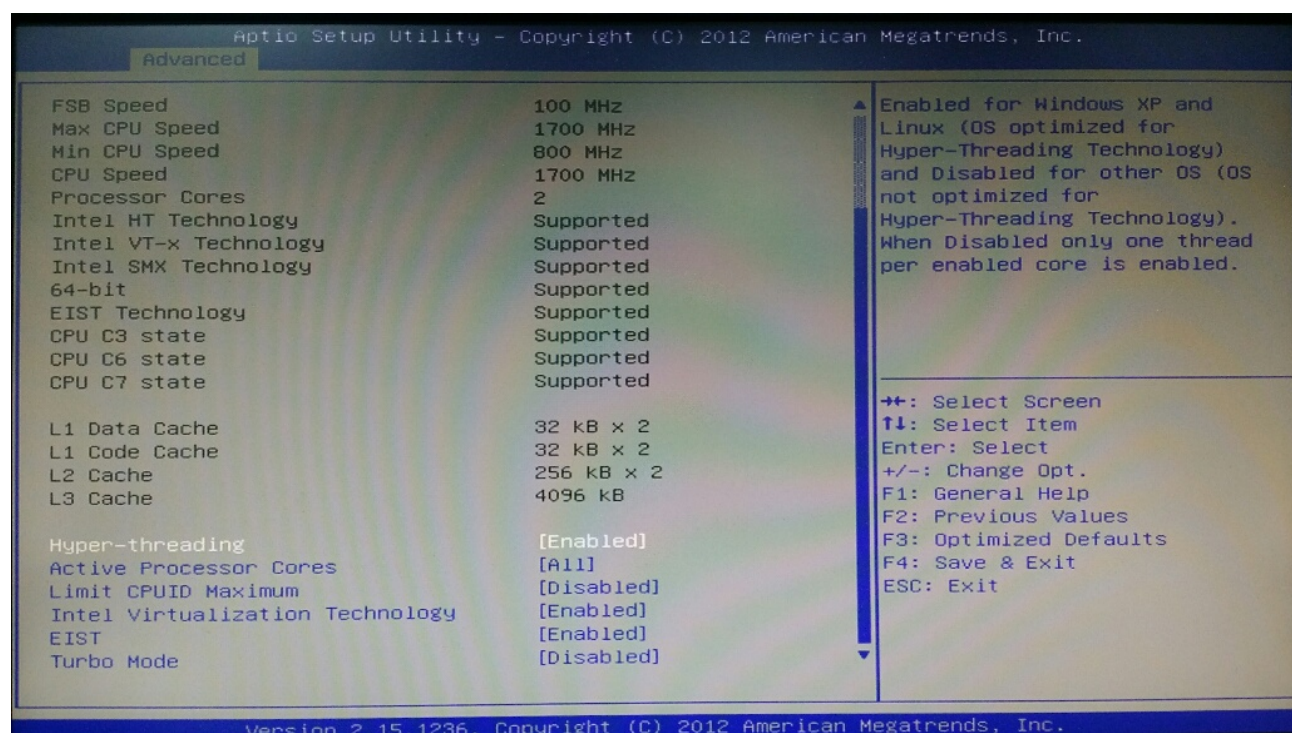 Aptio Setup Utility – Copyright (C) 2012 American Megatrends, Inc.
Advanced
FSB Speed 100 MHz
Max CPU Speed 1700 MHz
Min CPU Speed 800 MHz
CPU Speed 1700 MHz
Processor Cores 2
Intel HT Technology Supported
Intel VT-x Technology Supported
Intel SMX Technology Supported
64-bit Supported
EIST Technology Supported
CPU C3 state Supported
CPU C6 state Supported
CPU C7 state Supported
L1 Data Cache 32 kB x 2
L1 Code Cache 32 kB x 2
L2 Cache 256 kB x 2
L3 Cache 4096 kB
Hyper-threading [Enabled]
Active Processor Cores [All]
Limit CPUID Maximum [Disabled]
Intel Virtualization Technology [Enabled]
EIST [Enabled]
Turbo Mode [Disabled]
Enabled for Windows XP and
Linux (OS optimized for
Hyper-Threading Technology)
and Disabled for other OS (OS
not optimized for
Hyper-Threading Technology).
When Disabled only one thread
per enabled core is enabled.
→←: Select Screen
↑↓: Select Item
Enter: Select
+/-: Change Opt.
F1: General Help
F2: Previous Values
F3: Optimized Defaults
F4: Save & Exit
ESC: Exit
Version 2.15.1236. Copyright (C) 2012 American Megatrends, Inc.